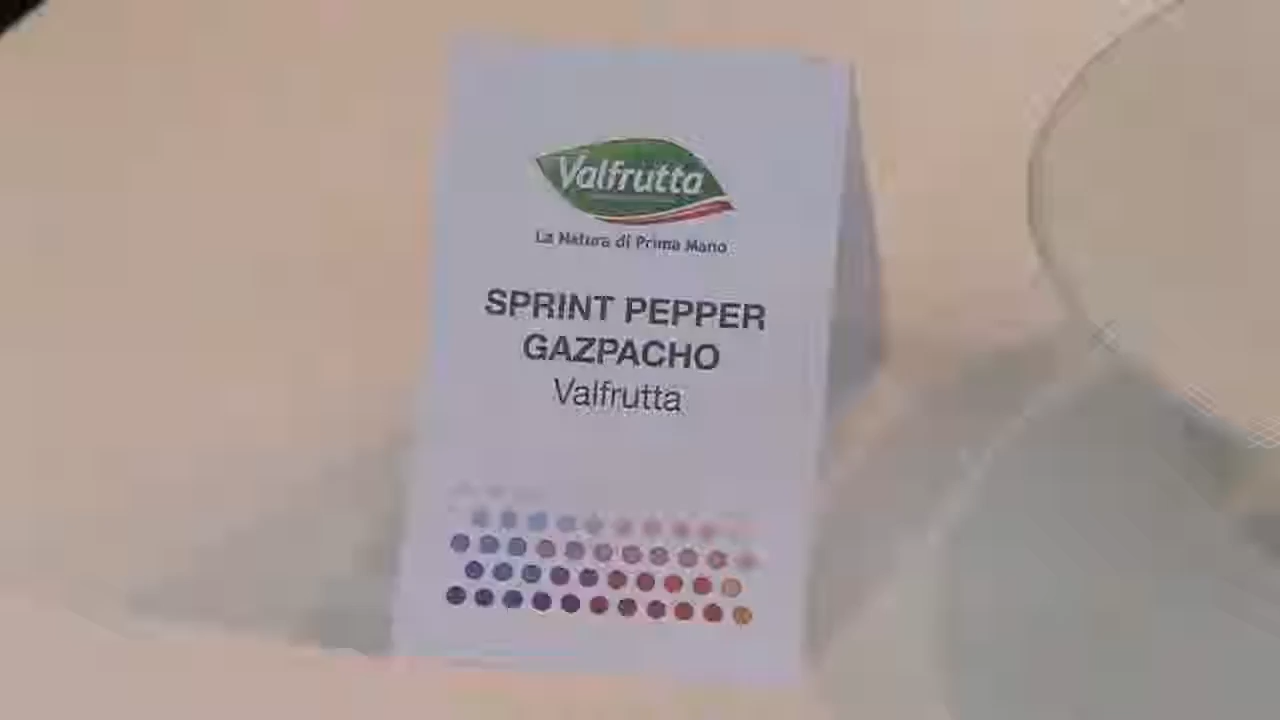 Valfrutta
La Natura di Prima Mano
SPRINT PEPPER
GAZPACHO
Valfrutta